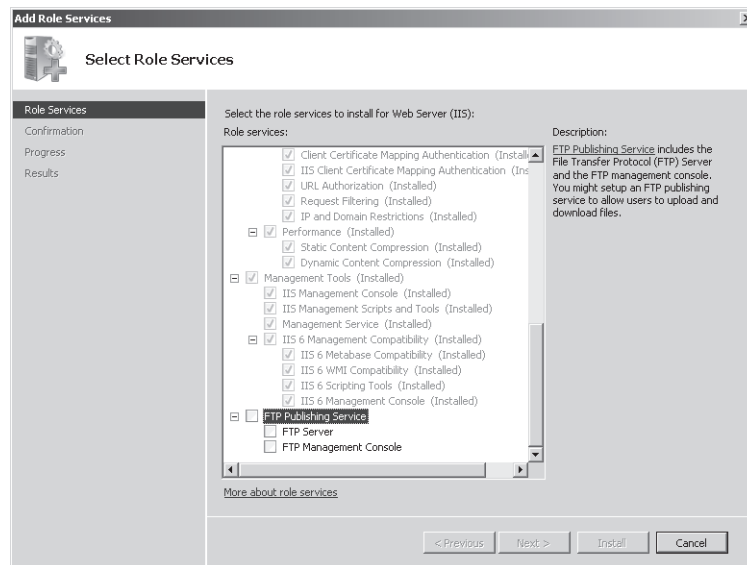 Add Role Services
Select Role Services
Role Services
Confirmation
Progress
Results
Select the role services to install for Web Server (IIS):
Role services:
Client Certificate Mapping Authentication (Install
IIS Client Certificate Mapping Authentication (Ins
URL Authorization (Installed)
Request Filtering (Installed)
IP and Domain Restrictions (Installed)
Performance (Installed)
Static Content Compression (Installed)
Dynamic Content Compression (Installed)
Management Tools (Installed)
IIS Management Console (Installed)
IIS Management Scripts and Tools (Installed)
Management Service (Installed)
IIS 6 Management Compatibility (Installed)
IIS 6 Metabase Compatibility (Installed)
IIS 6 WMI Compatibility (Installed)
IIS 6 Scripting Tools (Installed)
IIS 6 Management Console (Installed)
FTP Publishing Service
FTP Server
FTP Management Console
More about role services
Description:
FTP Publishing Service includes the
File Transfer Protocol (FTP) Server
and the FTP management console.
You might setup an FTP publishing
service to allow users to upload and
download files.
< Previous
Next >
Install
Cancel